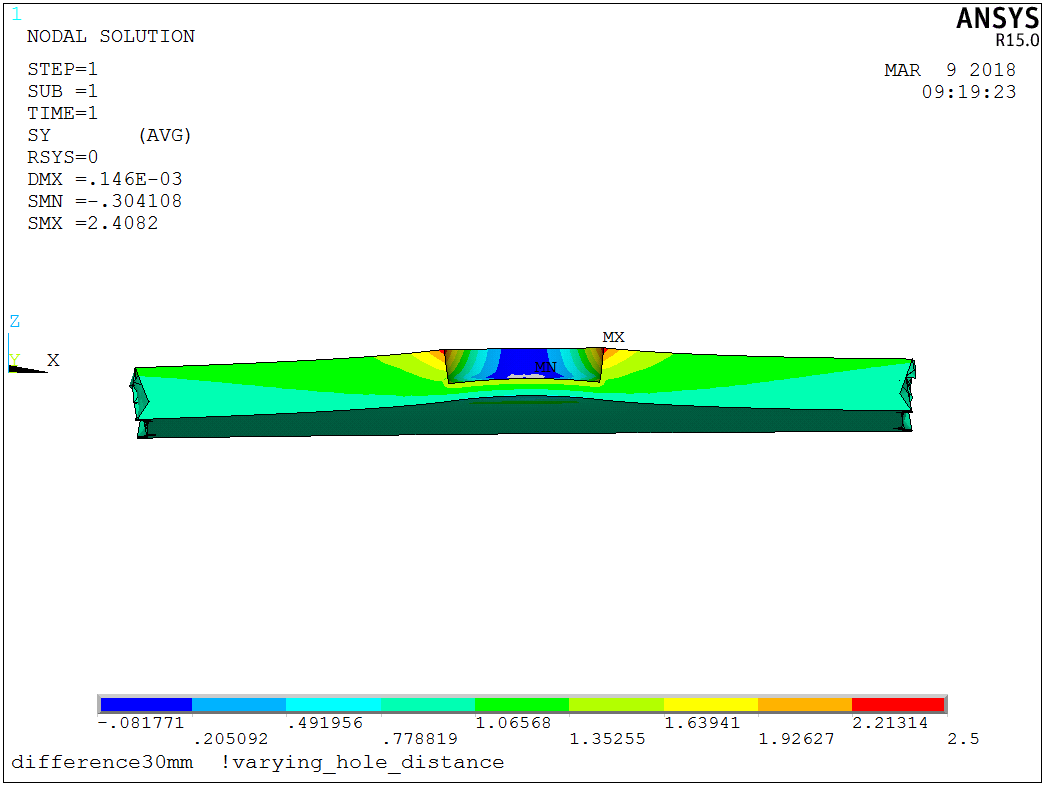 1
ANSYS
R15.0
NODAL SOLUTION
STEP=1
SUB =1
TIME=1
SY (AVG)
RSYS=0
DMX =.146E-03
SMN =-.304108
SMX =2.4082
MAR 9 2018
09:19:23
Z
Y X
MX
MN
-.081771 .491956 1.06568 1.63941 2.21314
.205092 .778819 1.35255 1.92627 2.5
difference30mm !varying_hole_distance